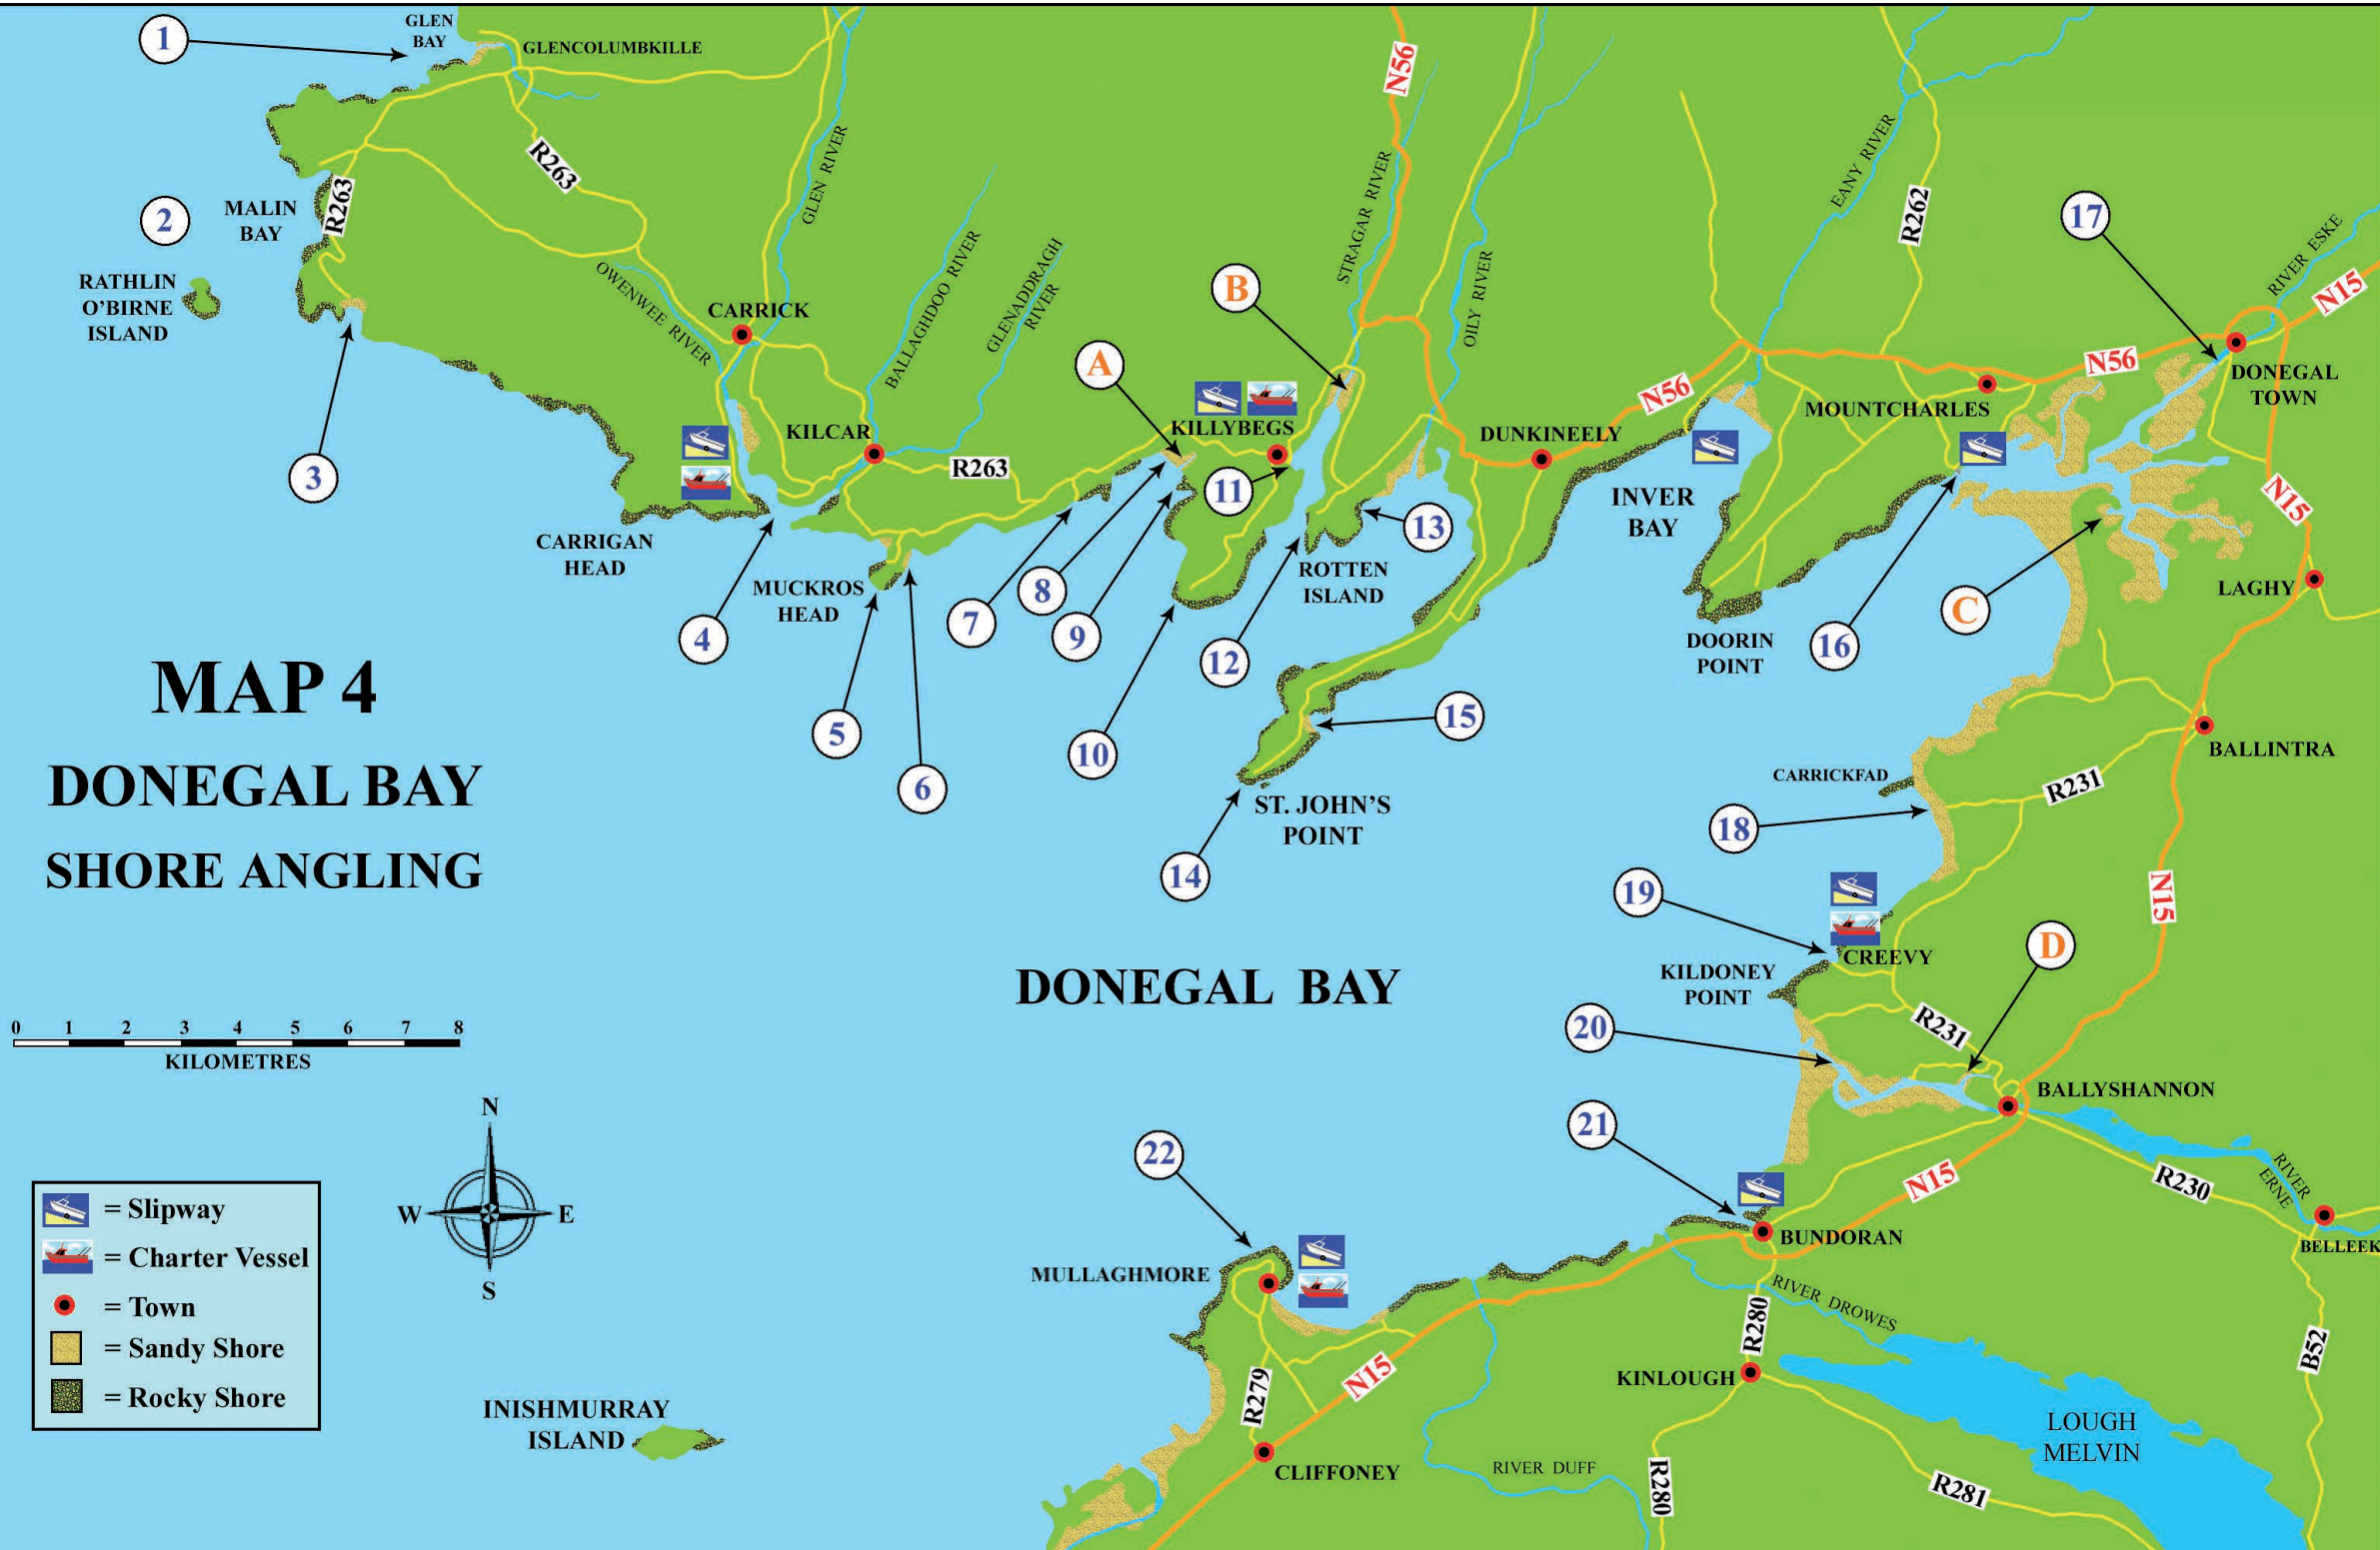 1
GLEN
BAY
GLENCOLUMBKILLE
R263
R263
2
MALIN
BAY
RATHLIN
O'BIRNE
ISLAND
3
OWENWEE RIVER
CARRICK
GLEN RIVER
BALLAGHDOO RIVER
GLENADDRAGH
RIVER
KILCAR
R263
CARRIGAN
HEAD
4
MUCKROS
HEAD
5
6
7
8
9
10
A
B
KILLYBEGS
11
12
13
ROTTEN
ISLAND
N56
STRAGAR RIVER
OILY RIVER
DUNKINEELY
N56
INVER
BAY
EANY RIVER
R262
17
RIVER ESKE
N15
N56
DONEGAL
TOWN
MOUNTCHARLES
N15
LAGHY
C
16
DOORIN
POINT
15
14
ST. JOHN'S
POINT
BALLINTRA
R231
CARRICKFAD
18
19
N15
CREEVY
KILDONEY
POINT
D
20
R231
BALLYSHANNON
21
N15
R230
RIVER
ERNE
BELLEEK
BUNDORAN
22
MULLAGHMORE
RIVER DROWES
R280
B52
KINLOUGH
N15
R279
CLIFFONEY
RIVER DUFF
R280
R281
LOUGH
MELVIN
MAP 4
DONEGAL BAY
SHORE ANGLING
DONEGAL BAY
0 1 2 3 4 5 6 7 8
KILOMETRES
N
W E
S
= Slipway
= Charter Vessel
= Town
= Sandy Shore
= Rocky Shore
INISHMURRAY
ISLAND